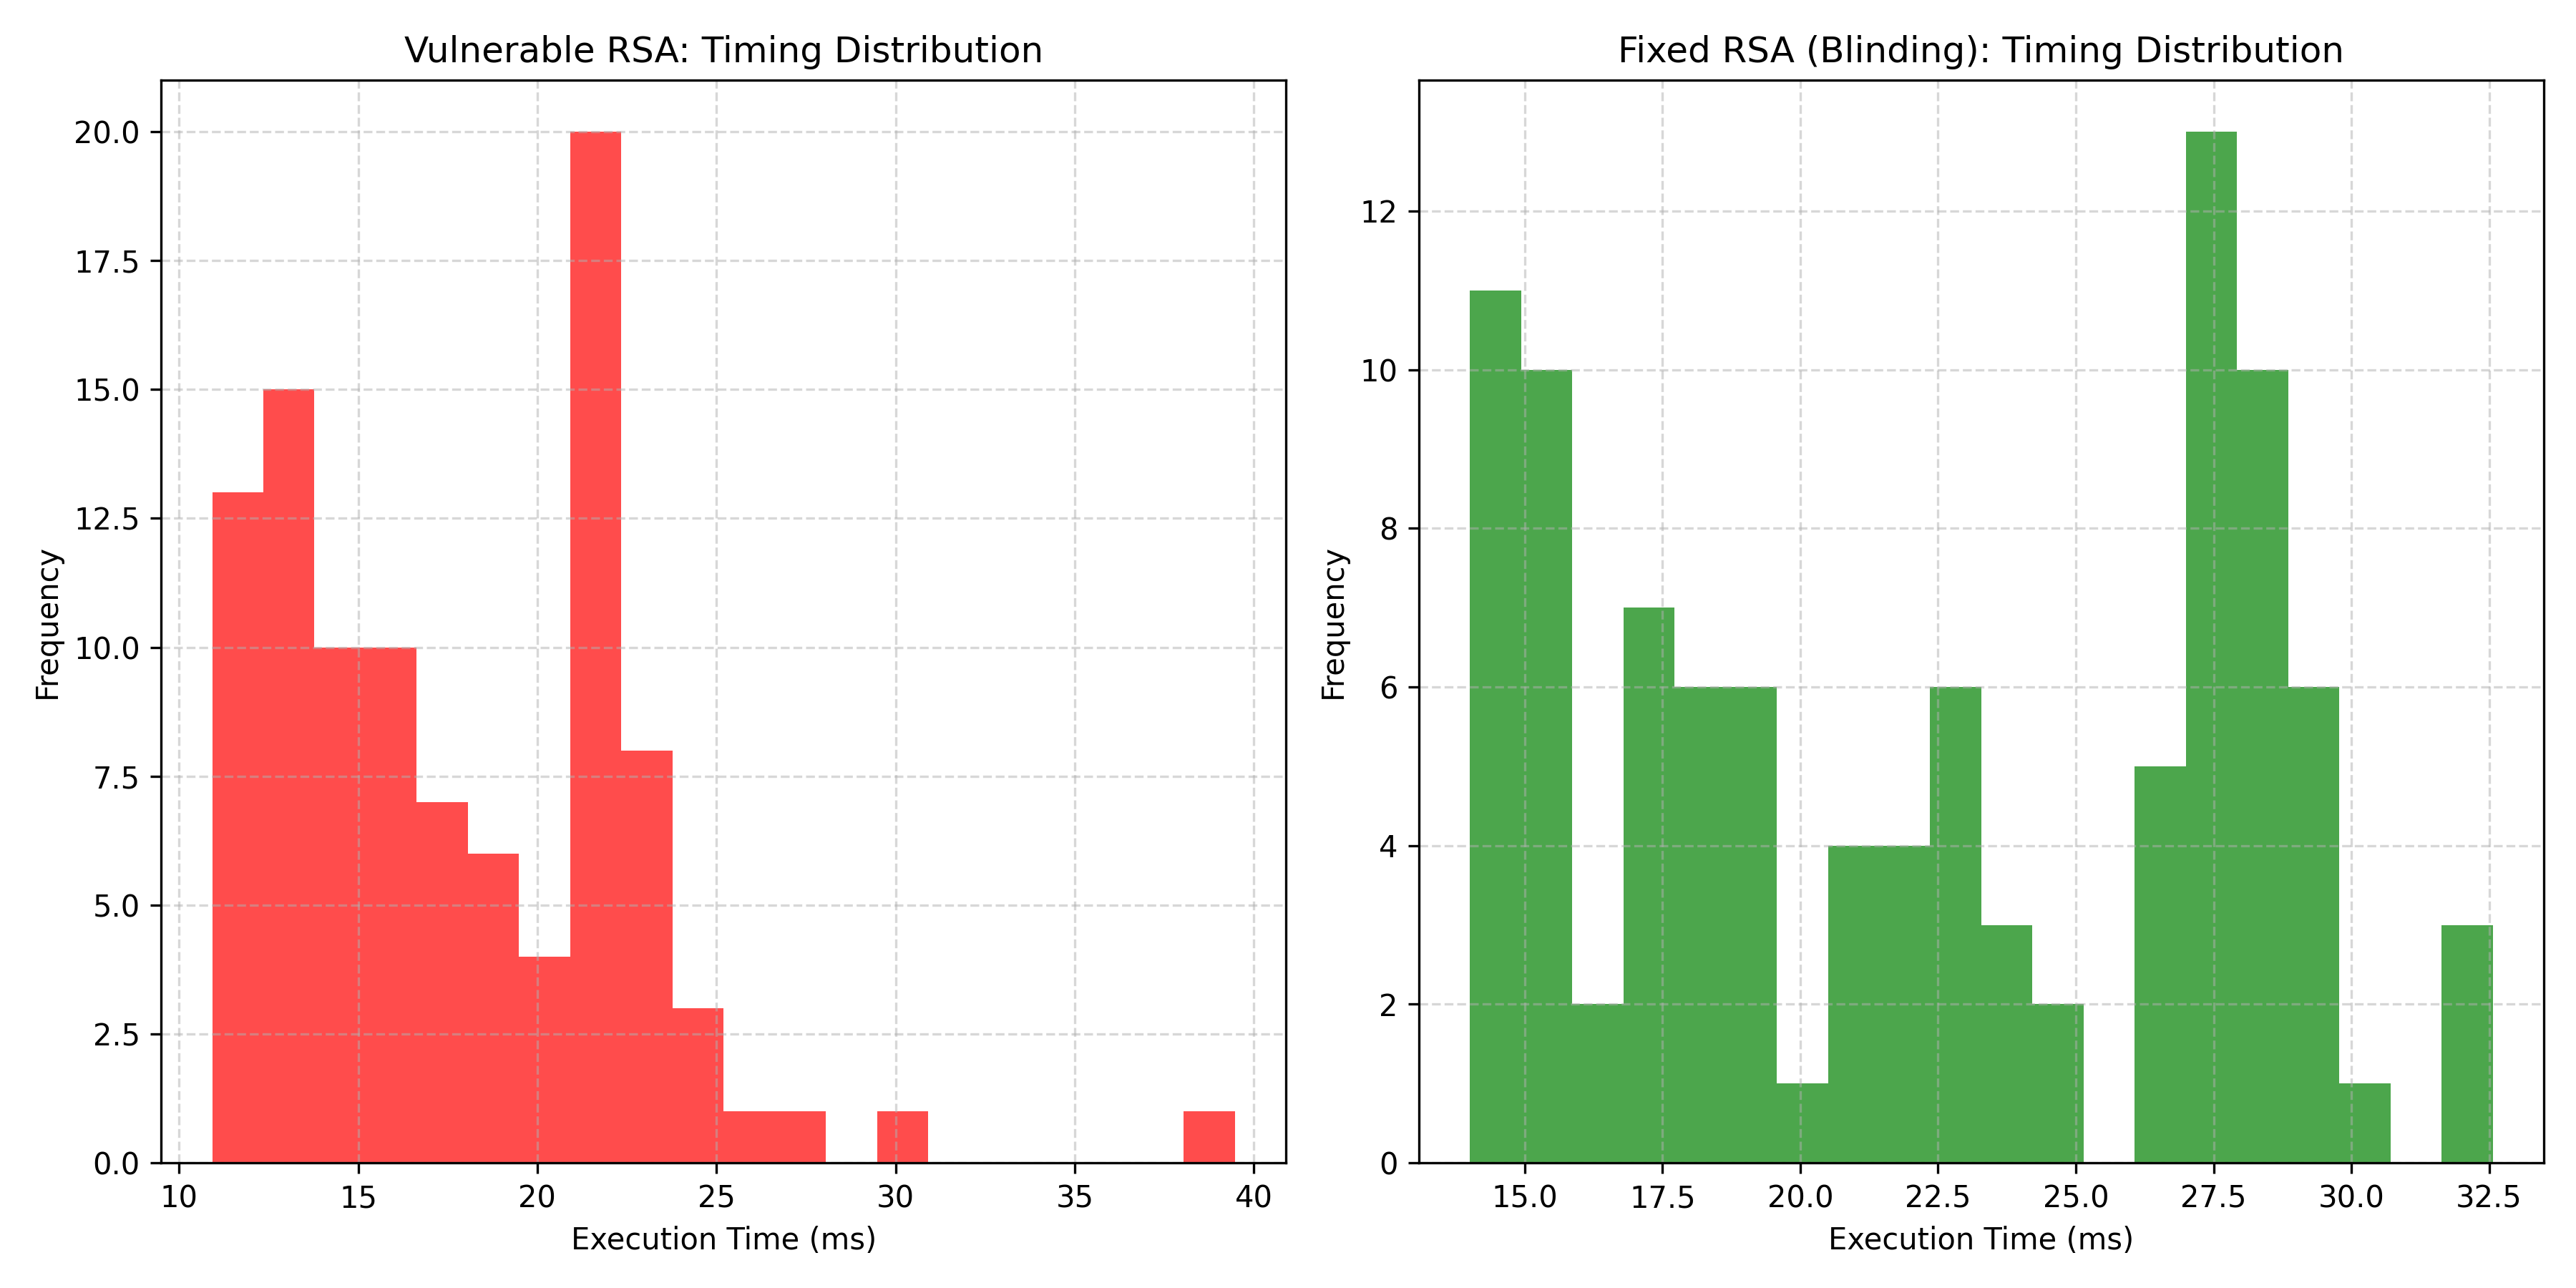 Vulnerable RSA: Timing Distribution
20.0
17.5
15.0
12.5
10.0
7.5
5.0
2.5
0.0
Frequency
10 15 20 25 30 35 40
Execution Time (ms)
Fixed RSA (Blinding): Timing Distribution
12
10
8
6
4
2
0
Frequency
15.0 17.5 20.0 22.5 25.0 27.5 30.0 32.5
Execution Time (ms)